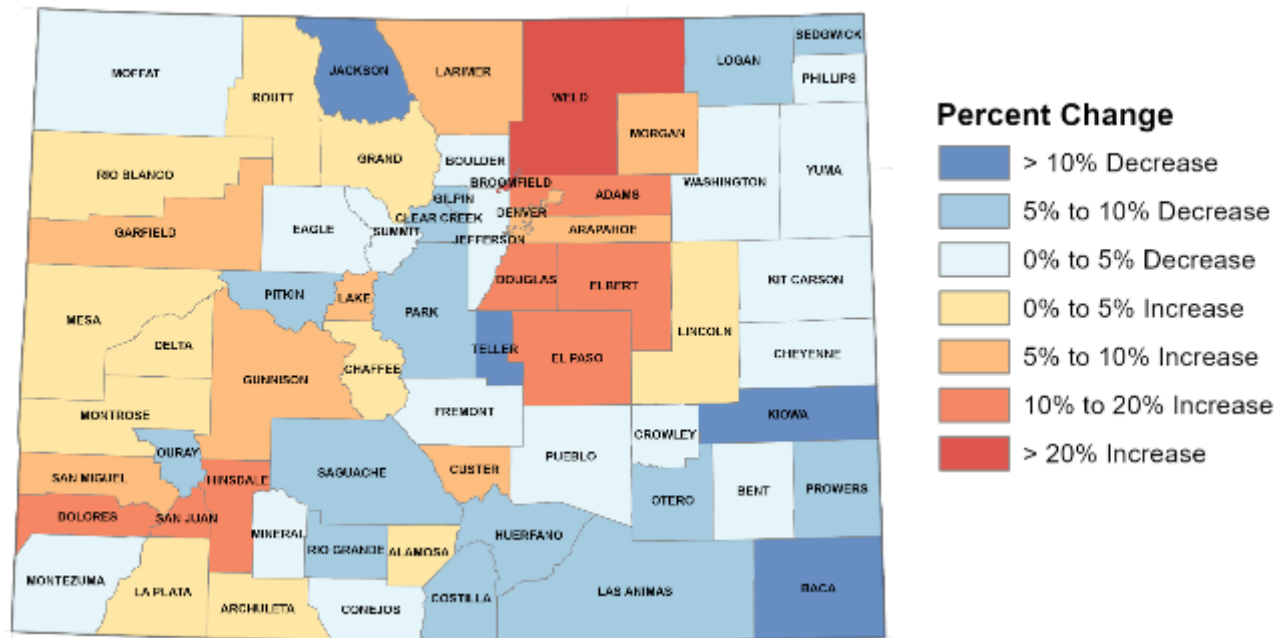 SEDGWICK
LOGAN
MOFFAT
JACKSON
LARIMER
PHILLIPS
ROUTT
WELD
MORGAN
GRAND
BOULDER
YUMA
RIO BLANCO
BROOMFIELD
WASHINGTON
GILPIN
ADAMS
DENVER
CLEAR CREEK
EAGLE
SUMMIT
ARAPAHOE
GARFIELD
JEFFERSON
DOUGLAS
ELBERT
KIT CARSON
PITKIN
LAKE
PARK
MESA
LINCOLN
DELTA
TELLER
CHEYENNE
EL PASO
CHAFFEE
GUNNISON
MONTROSE
FREMONT
KIOWA
CROWLEY
OURAY
PUEBLO
SAGUACHE
CUSTER
SAN MIGUEL
HINSDALE
PROWERS
BENT
OTERO
DOLORES
SAN JUAN
MINERAL
HUERFANO
RIO GRANDE
ALAMOSA
MONTEZUMA
LA PLATA
LAS ANIMAS
BACA
COSTILLA
ARCHULETA
CONEJOS
Percent Change
> 10% Decrease
5% to 10% Decrease
0% to 5% Decrease
0% to 5% Increase
5% to 10% Increase
10% to 20% Increase
> 20% Increase